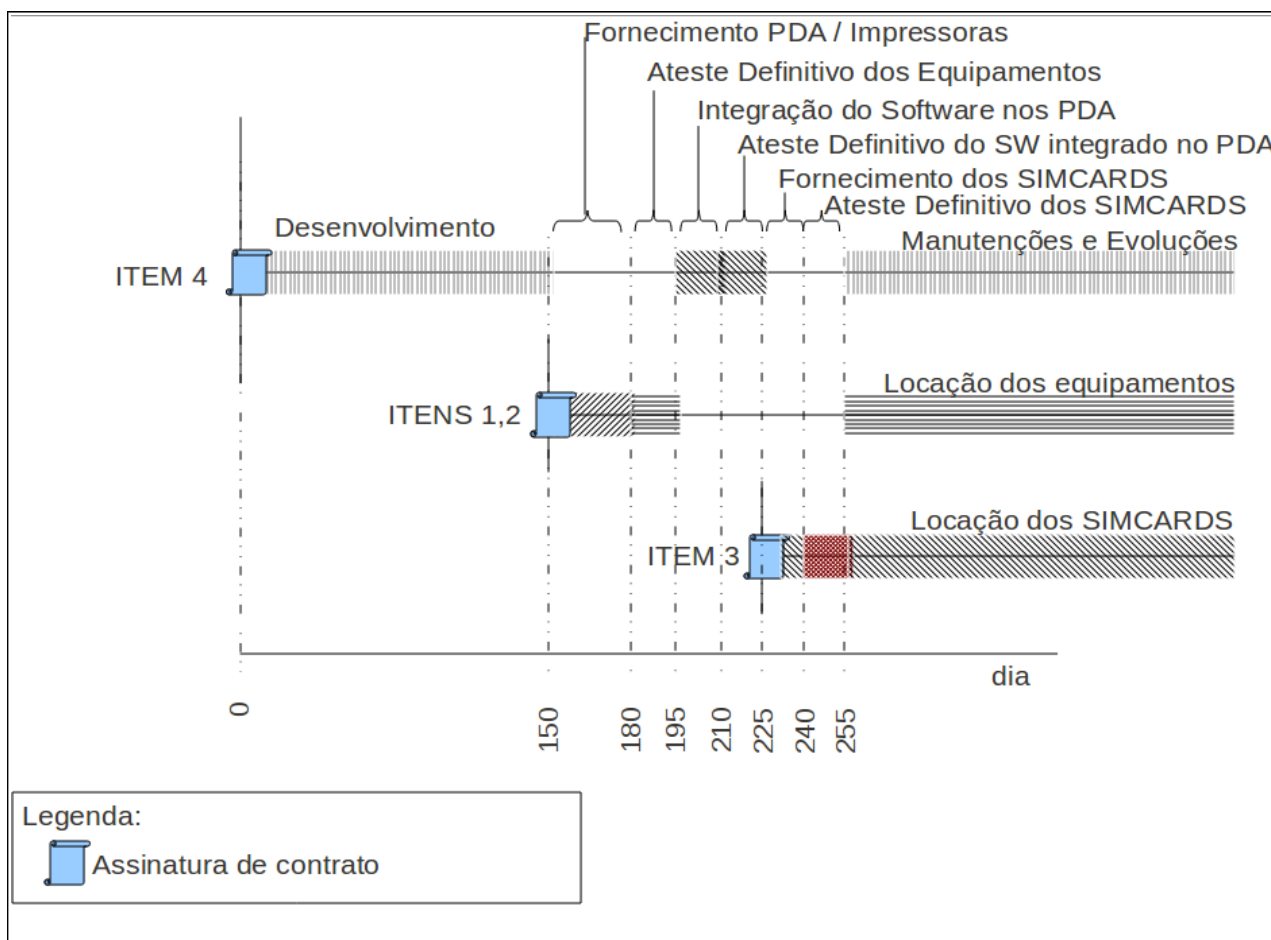 Fornecimento PDA / Impressoras
Ateste Definitivo dos Equipamentos
Integração do Software nos PDA
Ateste Definitivo do SW integrado no PDA
Fornecimento dos SIMCARDS
Ateste Definitivo dos SIMCARDS
Desenvolvimento
Manutenções e Evoluções
ITEM 4
Locação dos equipamentos
ITENS 1,2
Locação dos SIMCARDS
ITEM 3
dia
0
150
180
195
210
225
240
255
Legenda:
Assinatura de contrato